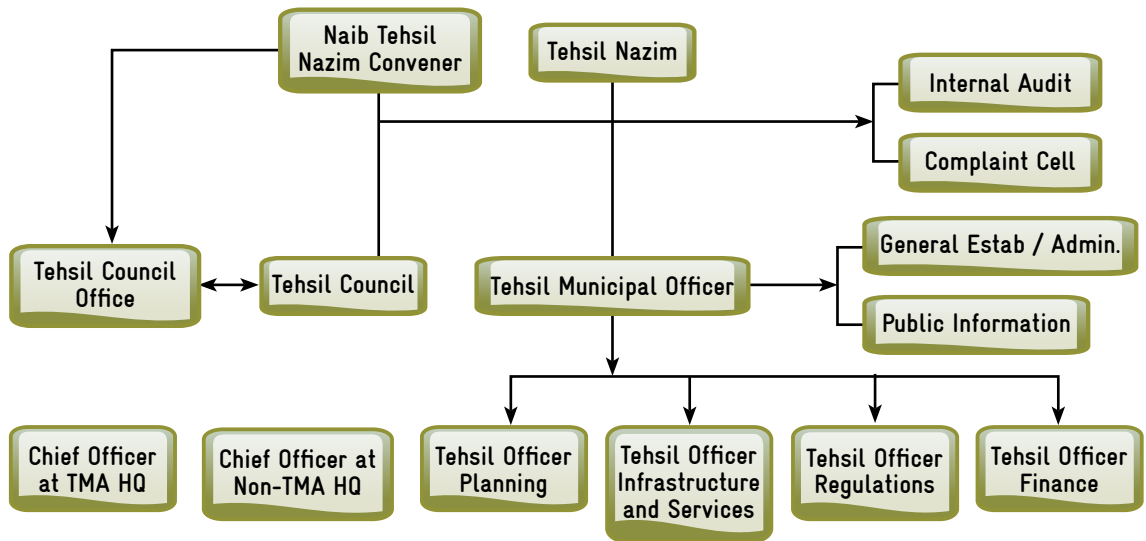 Naib Tehsil
Nazim Convener
Tehsil Nazim
Internal Audit
Complaint Cell
Tehsil Council
Office
Tehsil Council
Tehsil Municipal Officer
General Estab / Admin.
Public Information
Chief Officer
at TMA HQ
Chief Officer at
Non-TMA HQ
Tehsil Officer
Planning
Tehsil Officer
Infrastructure
and Services
Tehsil Officer
Regulations
Tehsil Officer
Finance